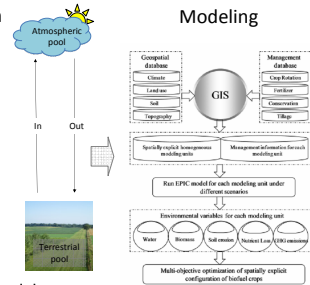 Modeling
Atmospheric
pool
In
Out
Terrestrial
pool
Geospatial
database
Climate
Land use
Soil
Topography
GIS
Management
database
Crop Rotation
Fertilizer
Conservation
Tillage
Spatially explicit homogeneous
modeling units
Management information for each
modeling unit
Run EPIC model for each modeling unit under
different scenarios
Environmental variables for each modeling unit
Water
Biomass
Soil erosion
Nutrient Loss
GHG emissions
Multi-objective optimization of spatially explicit
configuration of biofuel crops